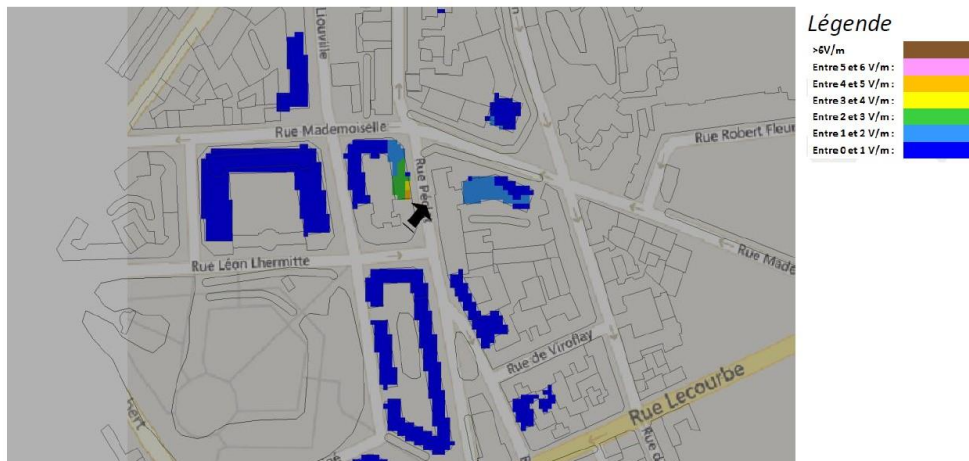 Légende
>6V/m
Entre 5 et 6 V/m :
Entre 4 et 5 V/m :
Entre 3 et 4 V/m :
Entre 2 et 3 V/m :
Entre 1 et 2 V/m :
Entre 0 et 1 V/m :
Liouville
Rue Mademoiselle
Rue Robert Fleur
Rue
Rue Made
Rue Léon Lhermitte
Rue de Viroflay
Rue Lecourbe
Rue d